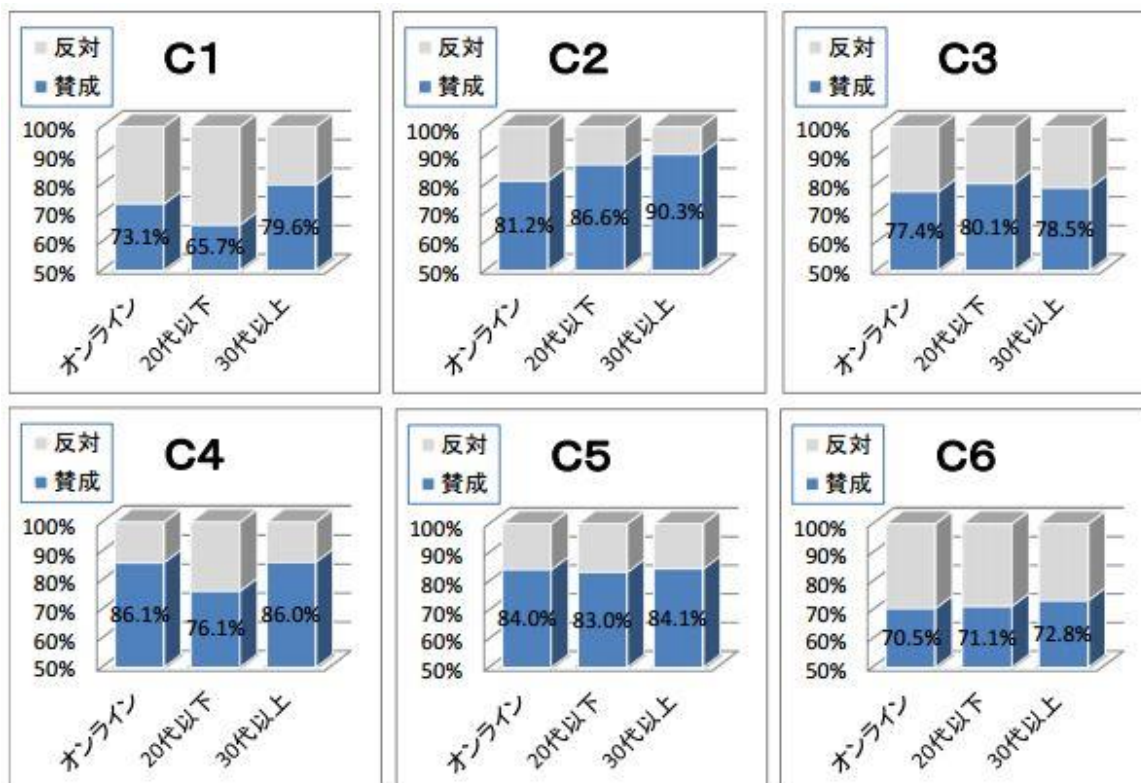 反対
賛成
C1
100%
90%
80%
70%
60%
50%
73.1%
65.7%
79.6%
オンライン
20代以下
30代以上
反対
賛成
C2
100%
90%
80%
70%
60%
50%
81.2%
86.6%
90.3%
オンライン
20代以下
30代以上
反対
賛成
C3
100%
90%
80%
70%
60%
50%
77.4%
80.1%
78.5%
オンライン
20代以下
30代以上
反対
賛成
C4
100%
90%
80%
70%
60%
50%
86.1%
76.1%
86.0%
オンライン
20代以下
30代以上
反対
賛成
C5
100%
90%
80%
70%
60%
50%
84.0%
83.0%
84.1%
オンライン
20代以下
30代以上
反対
賛成
C6
100%
90%
80%
70%
60%
50%
70.5%
71.1%
72.8%
オンライン
20代以下
30代以上